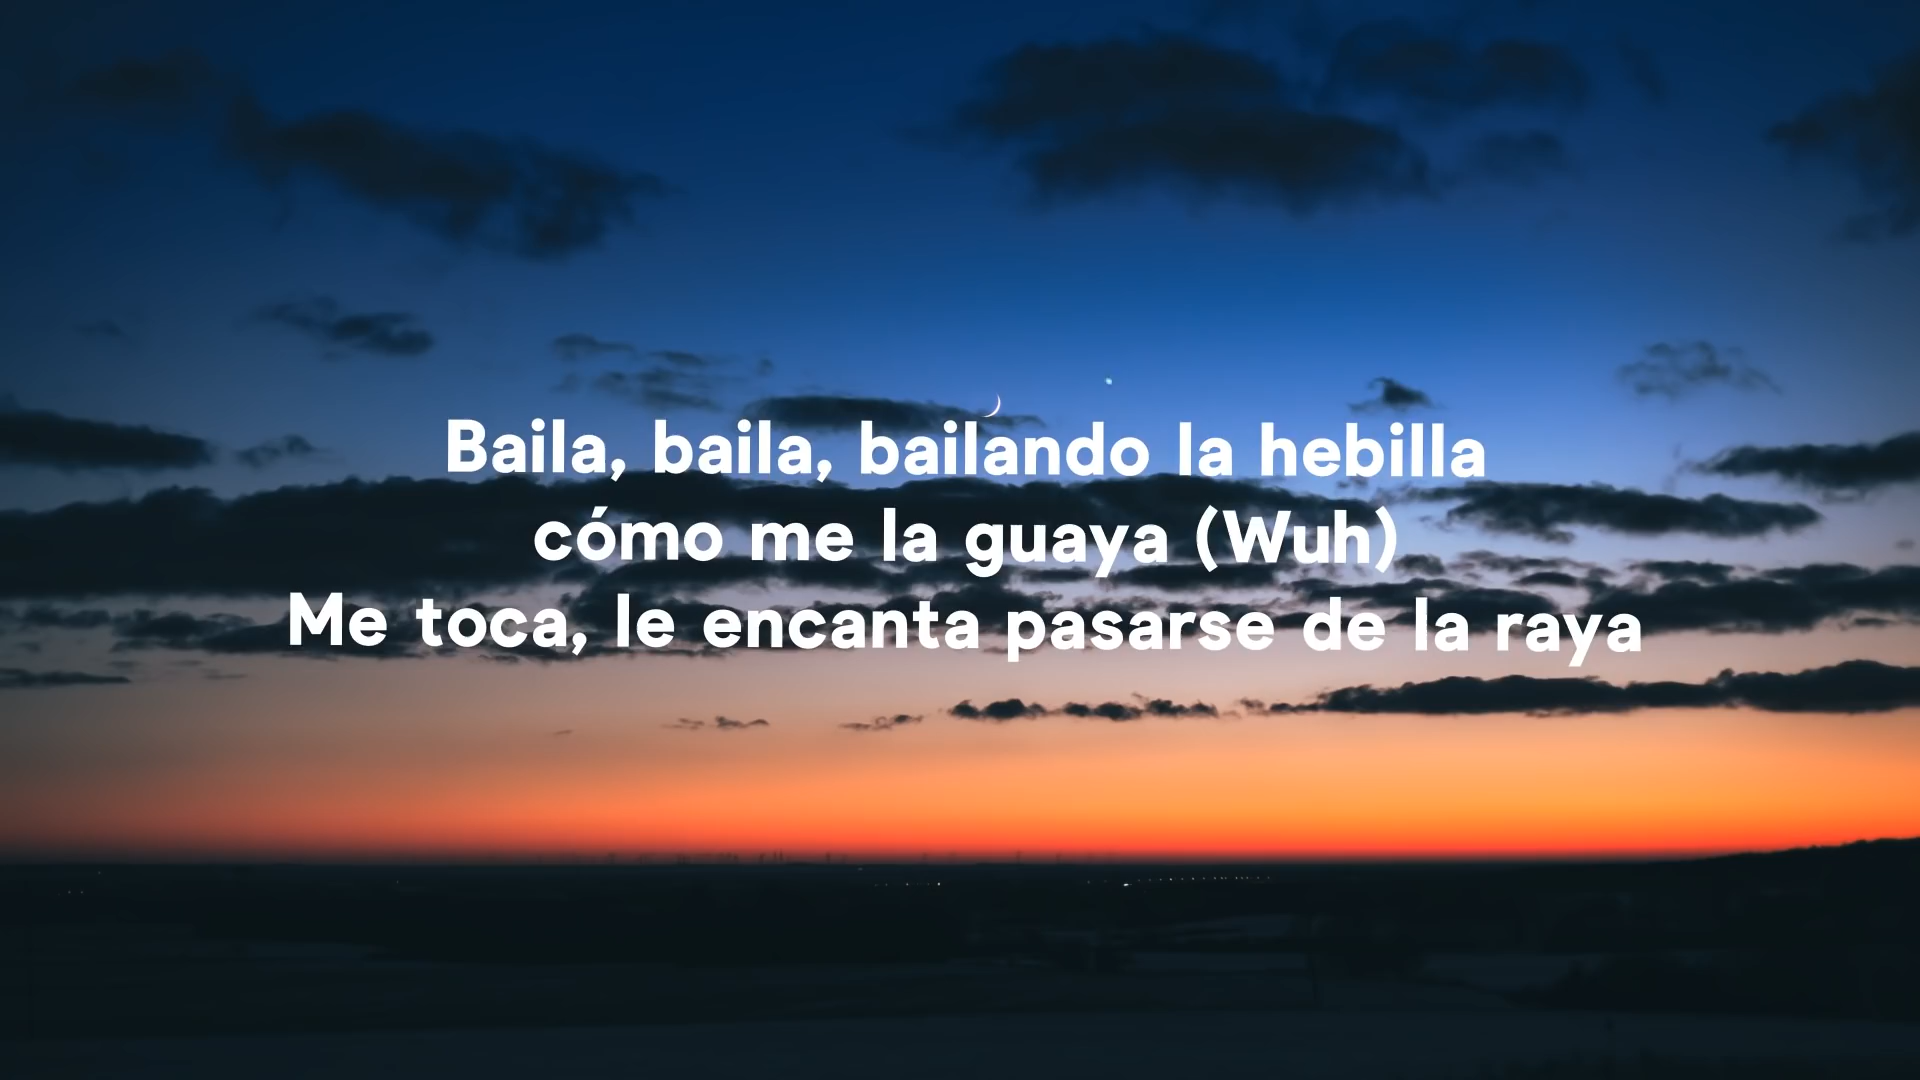 Baila, baila, bailando la hebilla
cómo me la guaya (Wuh)
Me toca, le encanta pasarse de la raya